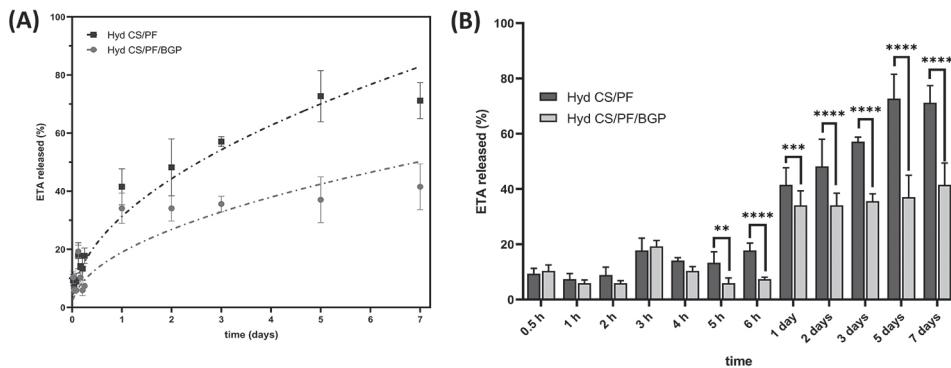 (A)
100
80
60
40
20
0
ETA released (%)
Hyd CS/PF
Hyd CS/PF/BGP
0 1 2 3 4 5 6 7
time (days)
(B)
100
80
60
40
20
0
ETA released (%)
Hyd CS/PF
Hyd CS/PF/BGP
** **** *** **** **** **** ****
0.5 h 1 h 2 h 3 h 4 h 5 h 6 h 1 day 2 days 3 days 5 days 7 days
time